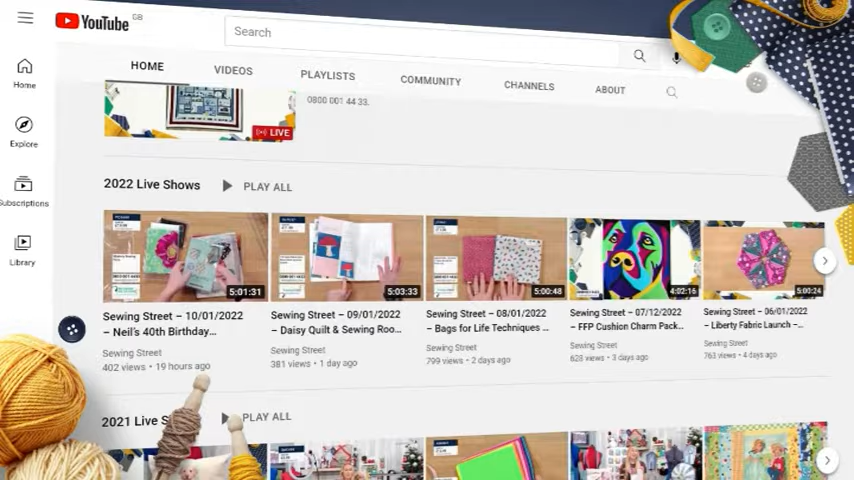 YouTube GB
Search
Home
Explore
Subscriptions
Library
HOME
VIDEOS
PLAYLISTS
COMMUNITY
CHANNELS
ABOUT
0800 001 44 33.
LIVE
2022 Live Shows
PLAY ALL
5:01:31
5:03:33
5:00:48
4:02:16
5:00:24
Sewing Street – 10/01/2022
– Neil's 40th Birthday...
Sewing Street
402 views • 19 hours ago
Sewing Street – 09/01/2022
– Daisy Quilt & Sewing Roo...
Sewing Street
381 views • 1 day ago
Sewing Street – 08/01/2022
– Bags for Life Techniques ...
Sewing Street
799 views • 2 days ago
Sewing Street – 07/12/2022
– FFP Cushion Charm Pack...
Sewing Street
628 views • 3 days ago
Sewing Street – 06/01/2022
– Liberty Fabric Launch –...
Sewing Street
763 views • 4 days ago
2021 Live S
PLAY ALL